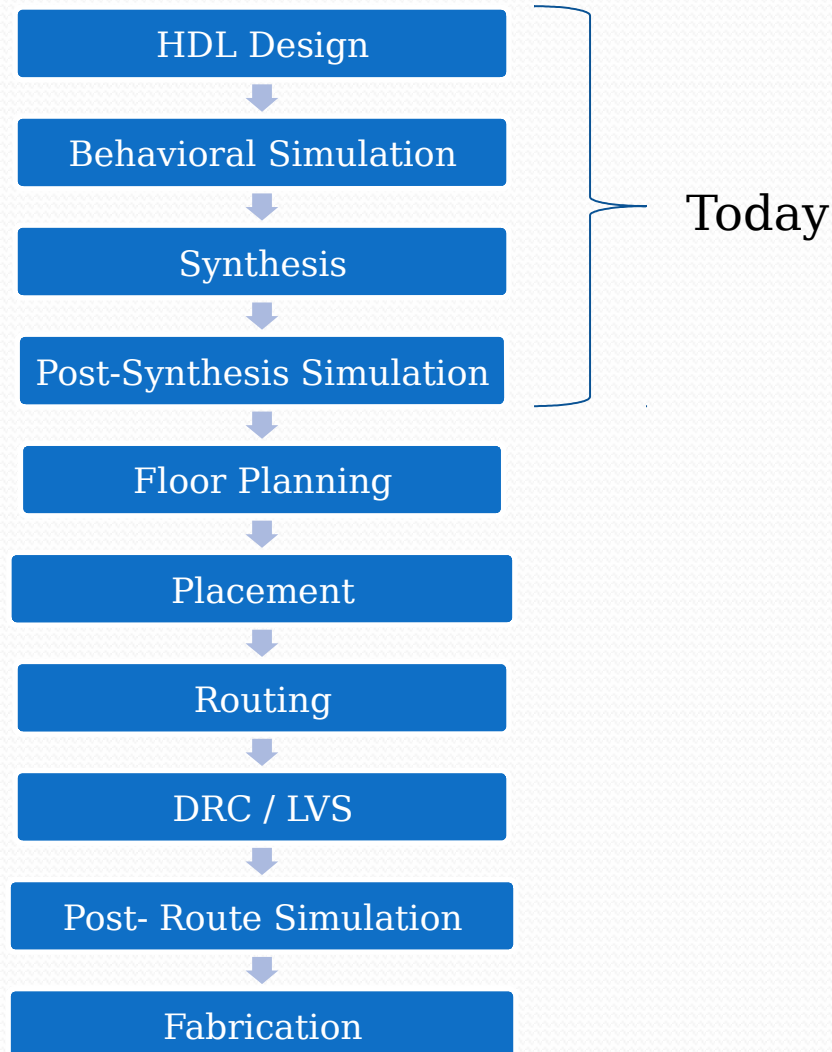 HDL Design
Behavioral Simulation
Today
Synthesis
Post-Synthesis Simulation
Floor Planning
Placement
Routing
DRC / LVS
Post- Route Simulation
Fabrication